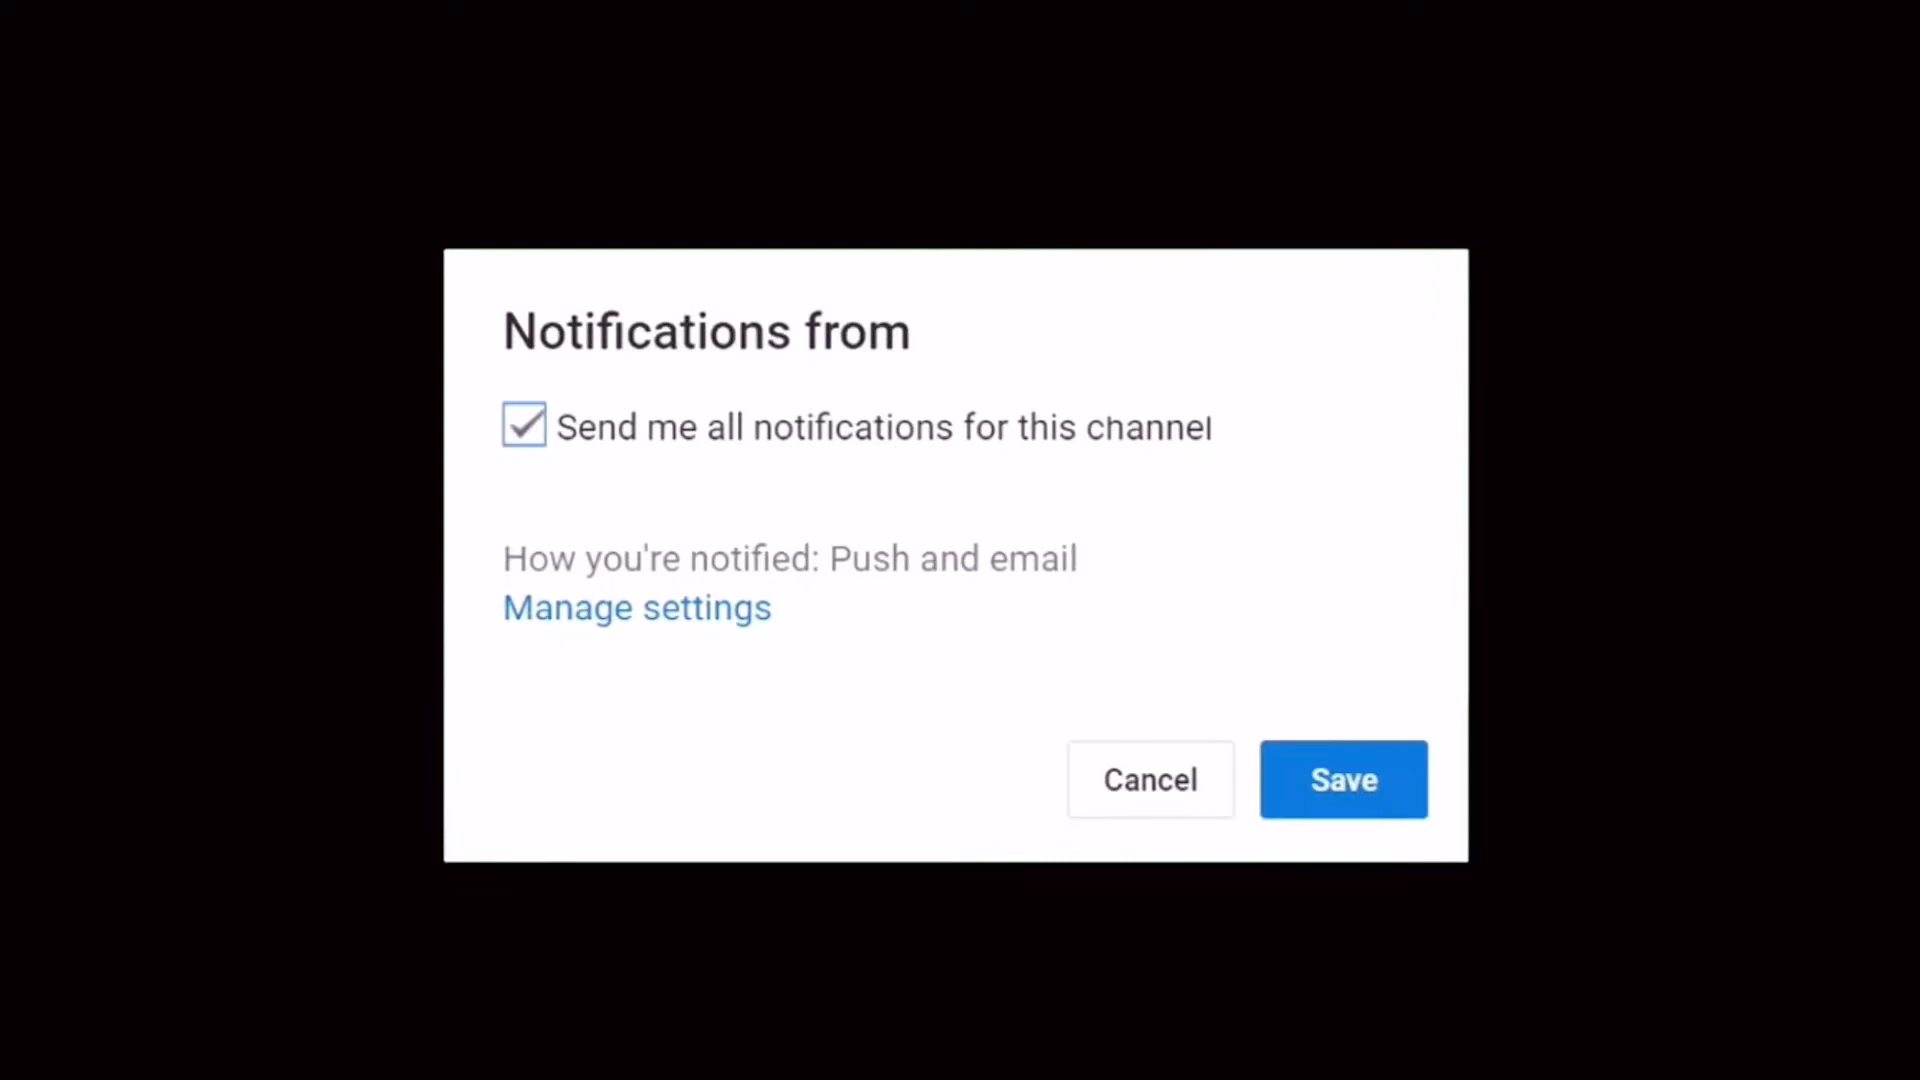 Notifications from
Send me all notifications for this channel
How you're notified: Push and email
Manage settings
Cancel
Save